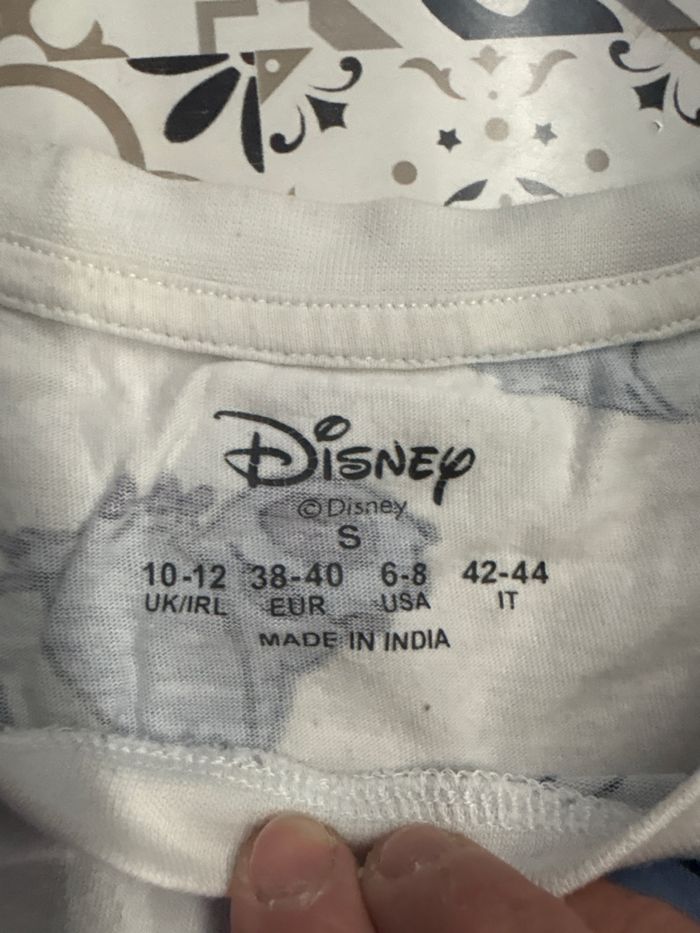 Disney
©Disney
S
10-12 38-40 6-8 42-44
UK/IRL EUR USA IT
MADE IN INDIA